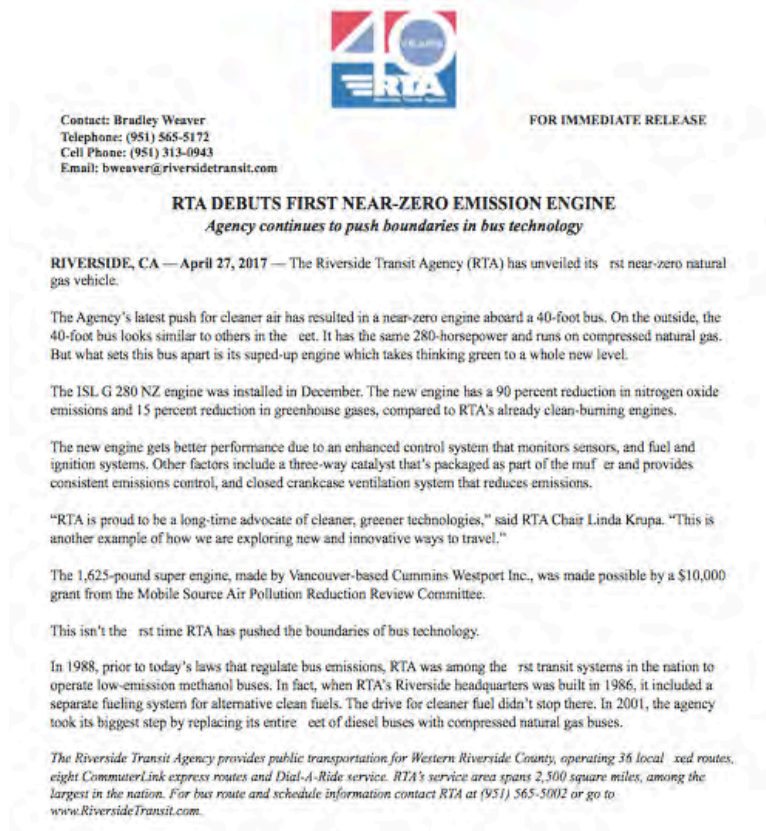 40
YEARS
RTA
Riverside Transit Agency
Contact: Bradley Weaver
FOR IMMEDIATE RELEASE
Telephone: (951) 565-5172
Cell Phone: (951) 313-0943
Email: bweaver@riversidetransit.com
RTA DEBUTS FIRST NEAR-ZERO EMISSION ENGINE
Agency continues to push boundaries in bus technology
RIVERSIDE, CA — April 27, 2017 — The Riverside Transit Agency (RTA) has unveiled its rst near-zero natural
gas vehicle.
The Agency's latest push for cleaner air has resulted in a near-zero engine aboard a 40-foot bus. On the outside, the
40-foot bus looks similar to others in the eet. It has the same 280-horsepower and runs on compressed natural gas.
But what sets this bus apart is its suped-up engine which takes thinking green to a whole new level.
The ISL G 280 NZ engine was installed in December. The new engine has a 90 percent reduction in nitrogen oxide
emissions and 15 percent reduction in greenhouse gases, compared to RTA's already clean-burning engines.
The new engine gets better performance due to an enhanced control system that monitors sensors, and fuel and
ignition systems. Other factors include a three-way catalyst that's packaged as part of the muf er and provides
consistent emissions control, and closed crankcase ventilation system that reduces emissions.
“RTA is proud to be a long-time advocate of cleaner, greener technologies,” said RTA Chair Linda Krupa. “This is
another example of how we are exploring new and innovative ways to travel.”
The 1,625-pound super engine, made by Vancouver-based Cummins Westport Inc., was made possible by a $10,000
grant from the Mobile Source Air Pollution Reduction Review Committee.
This isn't the rst time RTA has pushed the boundaries of bus technology.
In 1988, prior to today's laws that regulate bus emissions, RTA was among the rst transit systems in the nation to
operate low-emission methanol buses. In fact, when RTA's Riverside headquarters was built in 1986, it included a
separate fueling system for alternative clean fuels. The drive for cleaner fuel didn't stop there. In 2001, the agency
took its biggest step by replacing its entire eet of diesel buses with compressed natural gas buses.
The Riverside Transit Agency provides public transportation for Western Riverside County, operating 36 local xed routes,
eight CommuterLink express routes and Dial-A-Ride service. RTA's service area spans 2,500 square miles, among the
largest in the nation. For bus route and schedule information contact RTA at (951) 565-5002 or go to
www.RiversideTransit.com.